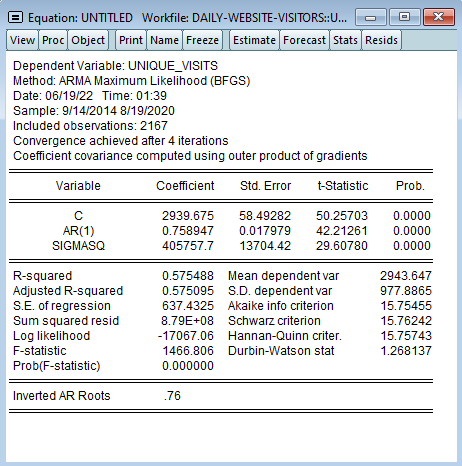 Equation: UNTITLED Workfile: DAILY-WEBSITE-VISITORS::U...
View Proc Object Print Name Freeze Estimate Forecast Stats Resids
Dependent Variable: UNIQUE_VISITS
Method: ARMA Maximum Likelihood (BFGS)
Date: 06/19/22 Time: 01:39
Sample: 9/14/2014 8/19/2020
Included observations: 2167
Convergence achieved after 4 iterations
Coefficient covariance computed using outer product of gradients
Variable Coefficient Std. Error t-Statistic Prob.
C 2939.675 58.49282 50.25703 0.0000
AR(1) 0.758947 0.017979 42.21261 0.0000
SIGMASQ 405757.7 13704.42 29.60780 0.0000
R-squared 0.575488 Mean dependent var 2943.647
Adjusted R-squared 0.575095 S.D. dependent var 977.8865
S.E. of regression 637.4325 Akaike info criterion 15.75455
Sum squared resid 8.79E+08 Schwarz criterion 15.76242
Log likelihood -17067.06 Hannan-Quinn criter. 15.75743
F-statistic 1466.806 Durbin-Watson stat 1.268137
Prob(F-statistic) 0.000000
Inverted AR Roots .76